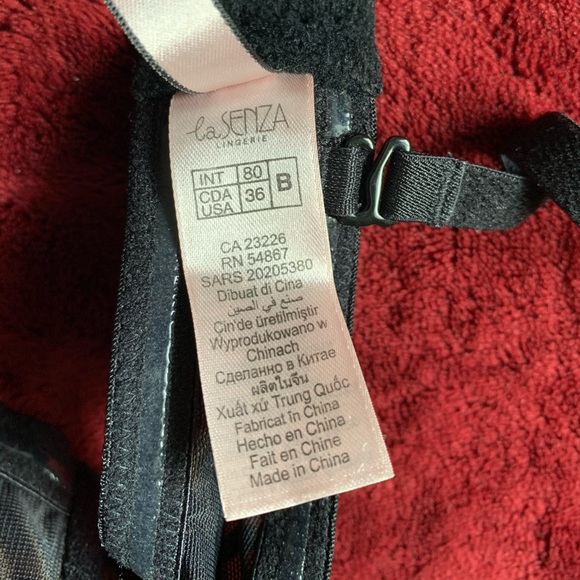 la SENZA
LINGERIE
INT 80 B
CDA USA 36
CA 23226
RN 54867
SARS 20205380
Dibuat di Cina
صنع في الصين
Cin'de üretilmiştir
Wyprodukowano w
Chinach
Сделанно в Китае
ผลิตในจีน
Xuất xứ Trung Quốc
Fabricat în China
Hecho en China
Fait en Chine
Made in China